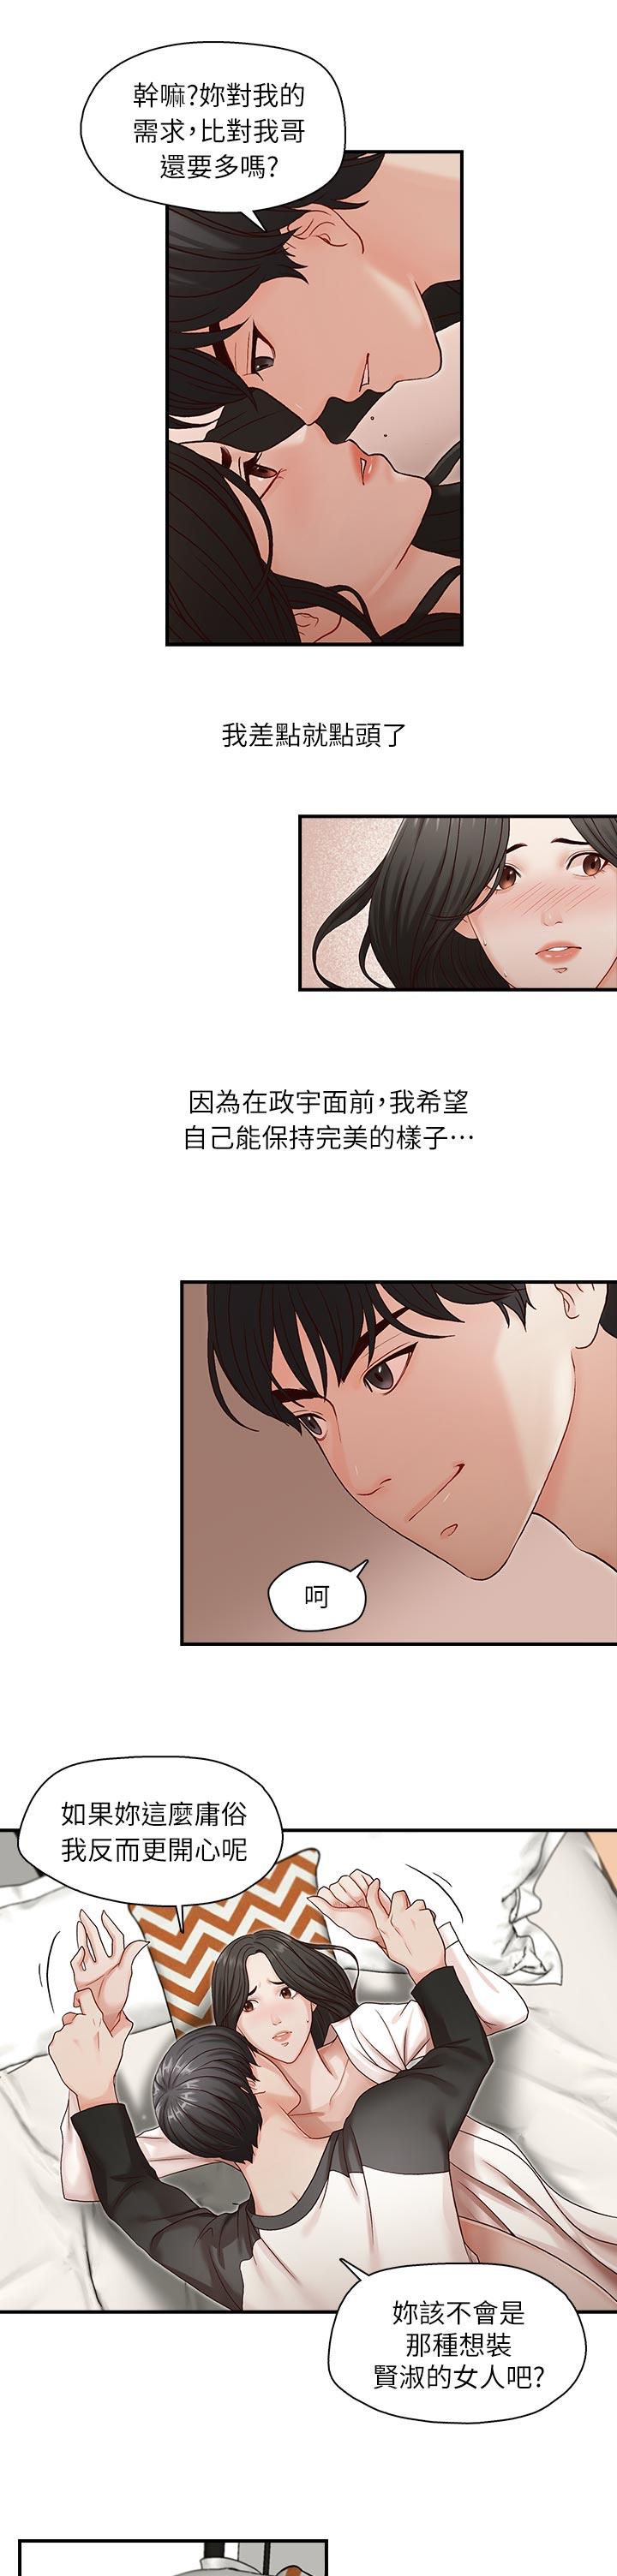 幹嘛?妳對我的
需求,比對我哥
還要多嗎?
我差點就點頭了
因為在政宇面前,我希望
自己能保持完美的樣子⋯
呵
如果妳這麼庸俗
我反而更開心呢
妳該不會是
那種想裝
賢淑的女人吧?